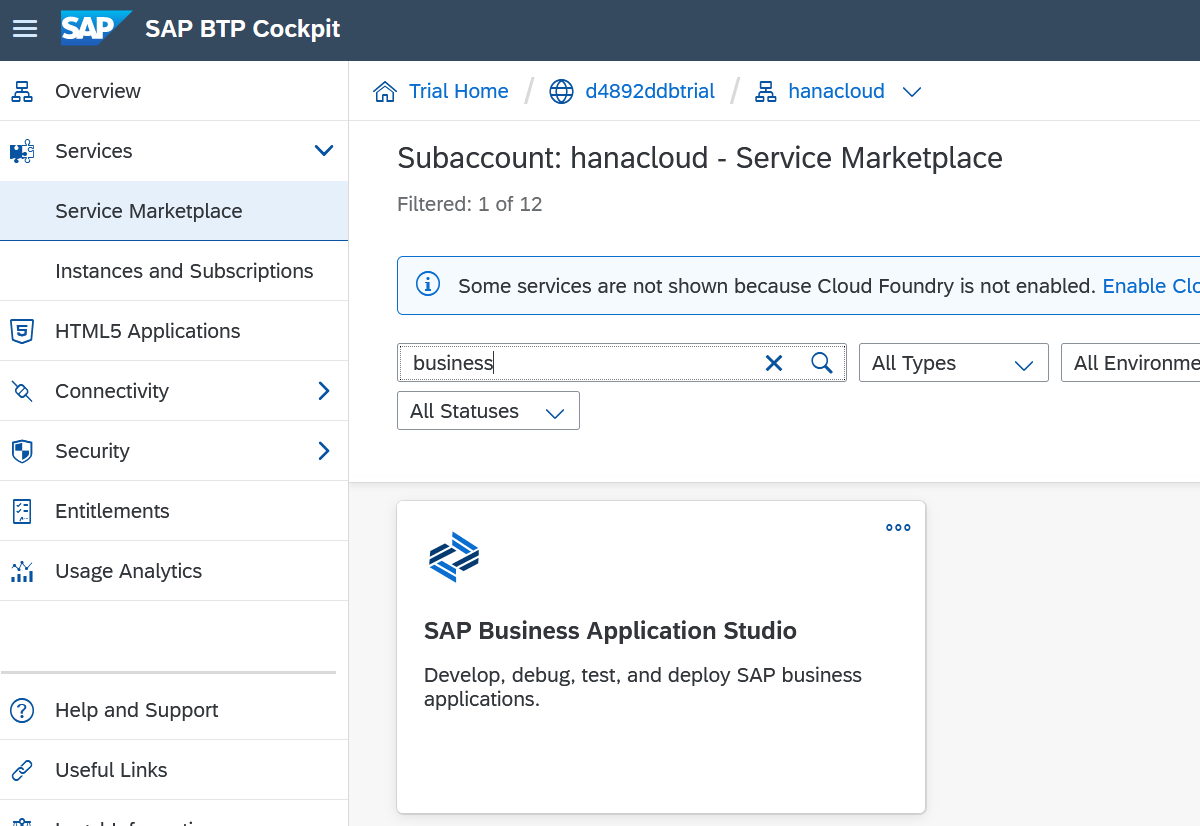 SAP SAP BTP Cockpit
Overview
Services
Service Marketplace
Instances and Subscriptions
HTML5 Applications
Connectivity
Security
Entitlements
Usage Analytics
Help and Support
Useful Links
Trial Home / d4892ddbtrial / hanacloud
Subaccount: hanacloud - Service Marketplace
Filtered: 1 of 12
Some services are not shown because Cloud Foundry is not enabled. Enable Clo
business
All Types
All Environme
All Statuses
SAP Business Application Studio
Develop, debug, test, and deploy SAP business
applications.